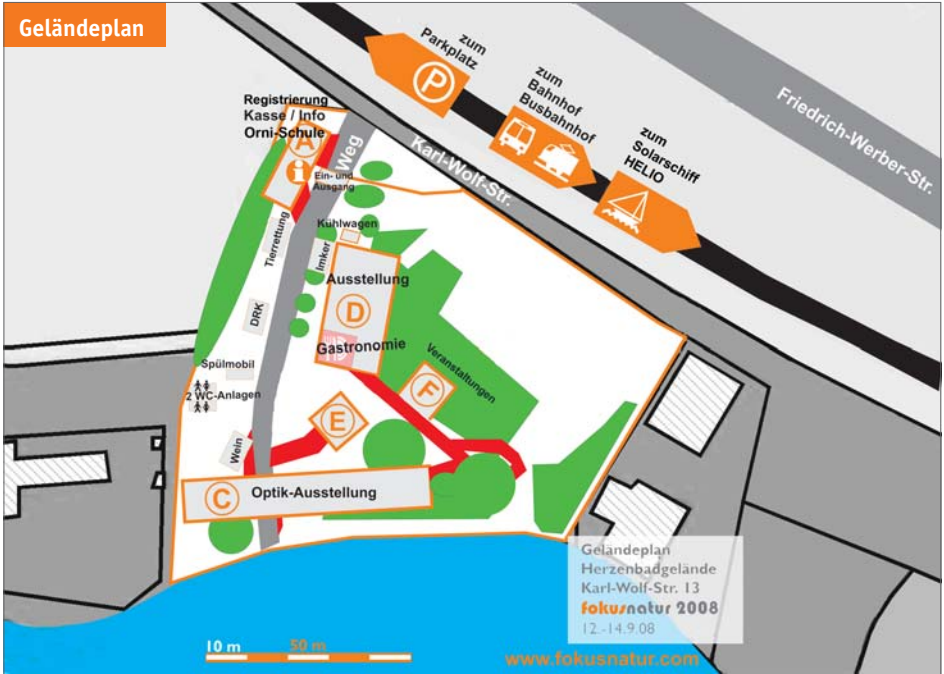 Geländeplan
zum
Parkplatz
P
zum
Bahnhof
Busbahnhof
zum
Solarschiff
HELIO
Friedrich-Werber-Str.
Karl-Wolf-Str.
Registrierung
Kasse / Info
Orni-Schule
A
i
Weg
Ein- und
Ausgang
Tierrettung
Kühlwagen
Imker
Ausstellung
D
DRK
Gastronomie
Veranstaltungen
F
Spülmobil
2 WC-Anlagen
E
Wein
C
Optik-Ausstellung
Geländeplan
Herzenbadgelände
Karl-Wolf-Str. 13
fokusnatur 2008
12.-14.9.08
10 m 50 m
www.fokusnatur.com